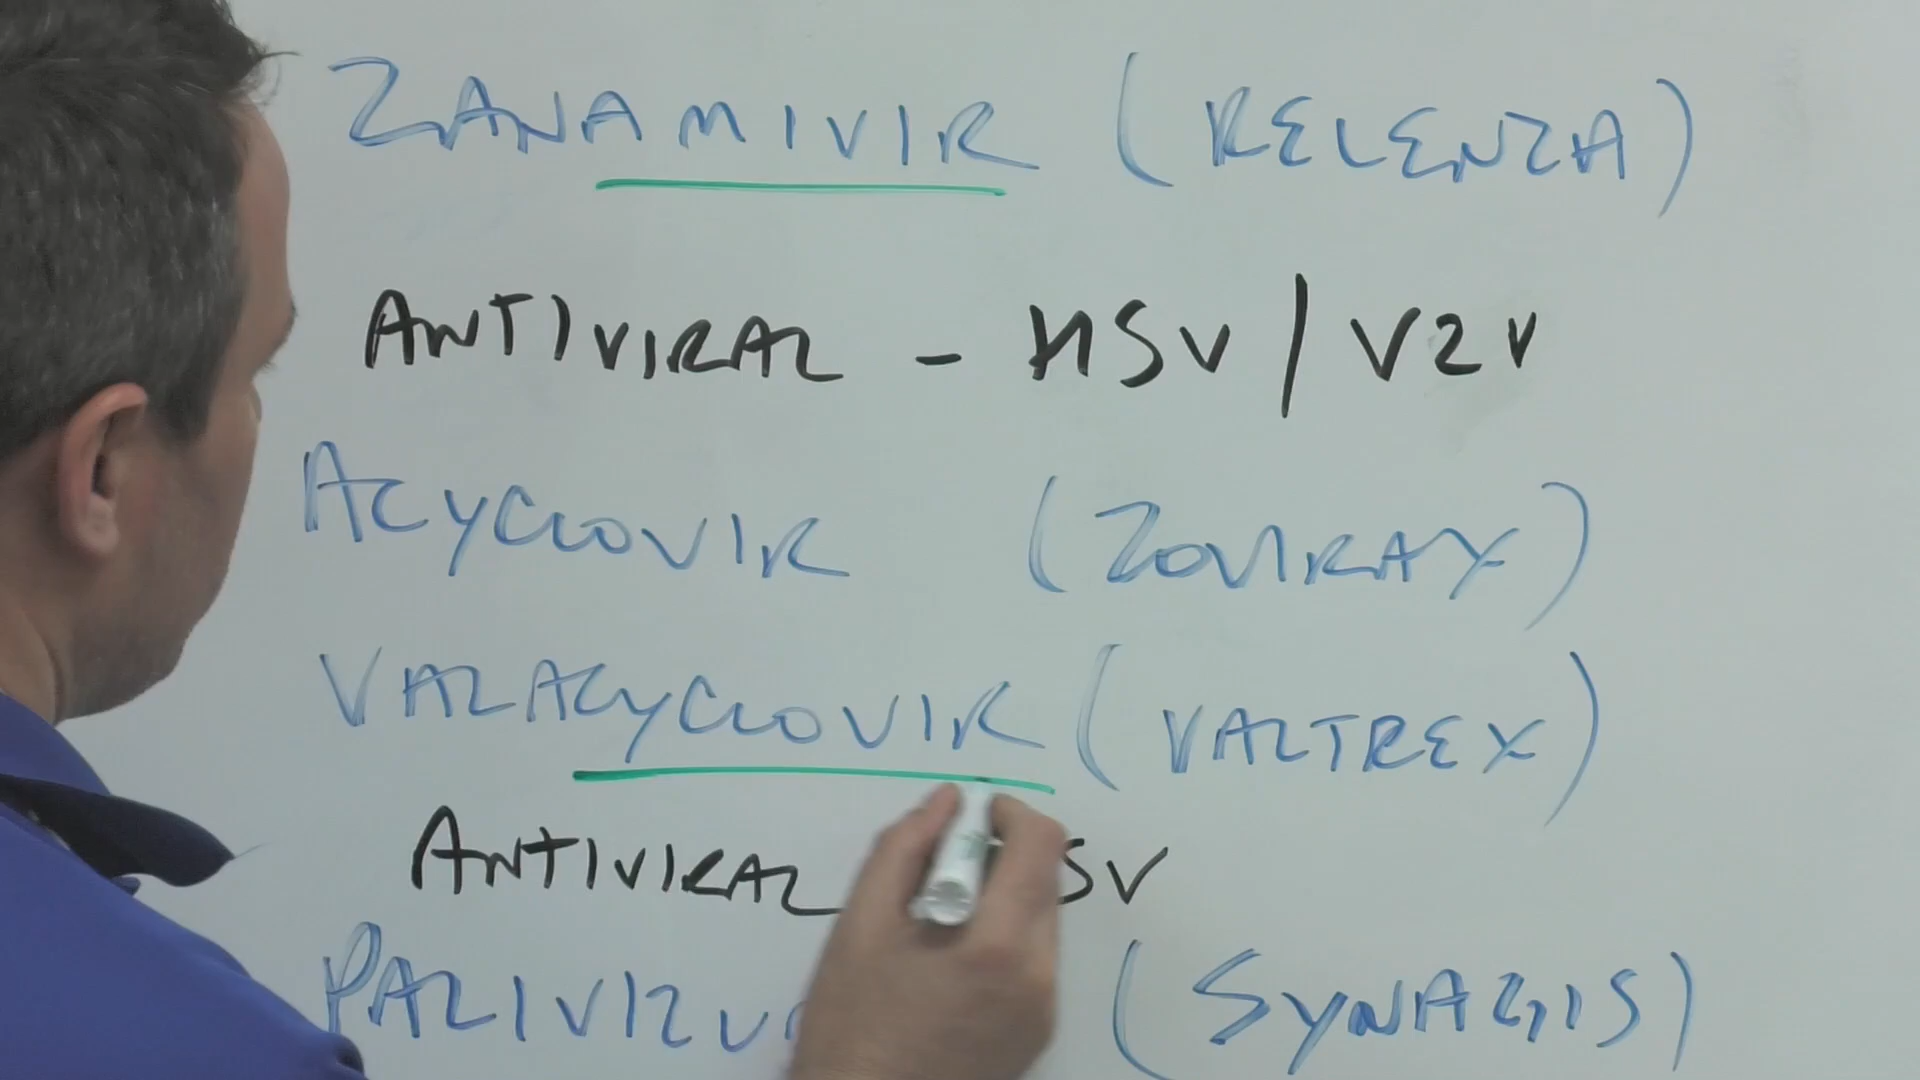 ZANAMIVIR (RELENZA)
ANTIVIRAL - HSV / VZV
ACYCLOVIR (ZOVIRAX)
VALACYCLOVIR (VALTREX)
ANTIVIRAL
(SYNAGIS)